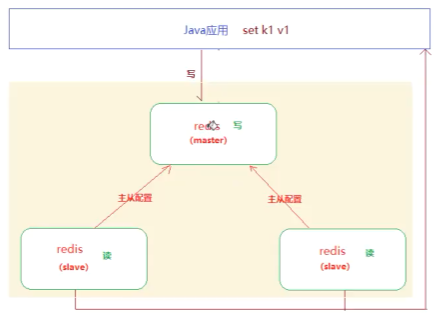 Java应用 set k1 v1
写
redis 写
(master)
主从配置
主从配置
redis 读
(slave)
redis 读
(slave)